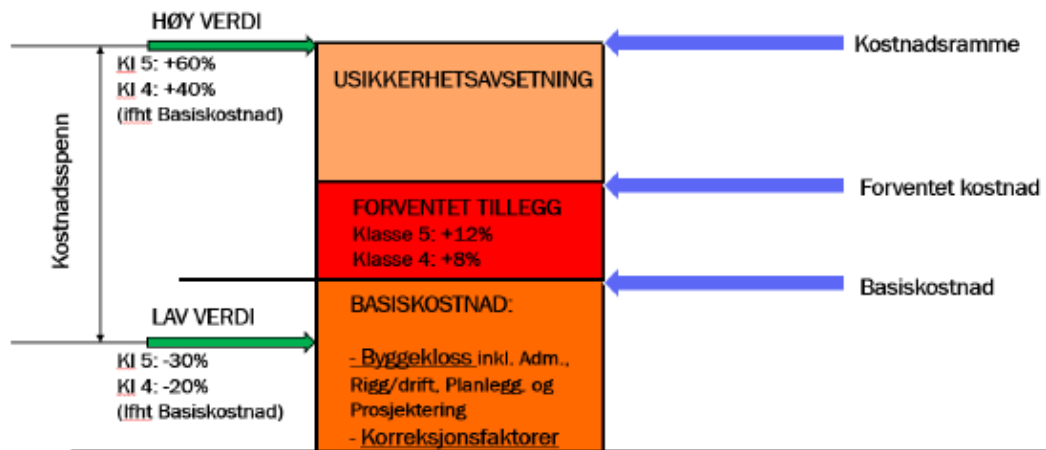 HØY VERDI
Kl 5: +60%
Kl 4: +40%
(ifht Basiskostnad)
Kostnadsspenn
LAV VERDI
Kl 5: -30%
Kl 4: -20%
(Ifht Basiskostnad)
USIKKERHETSAVSETNING
FORVENTET TILLEGG
Klasse 5: +12%
Klasse 4: +8%
BASISKOSTNAD:
- Byggekloss inkl. Adm.,
Rigg/drift, Planlegg. og
Prosjektering
- Korreksjonsfaktorer
Kostnadsramme
Forventet kostnad
Basiskostnad